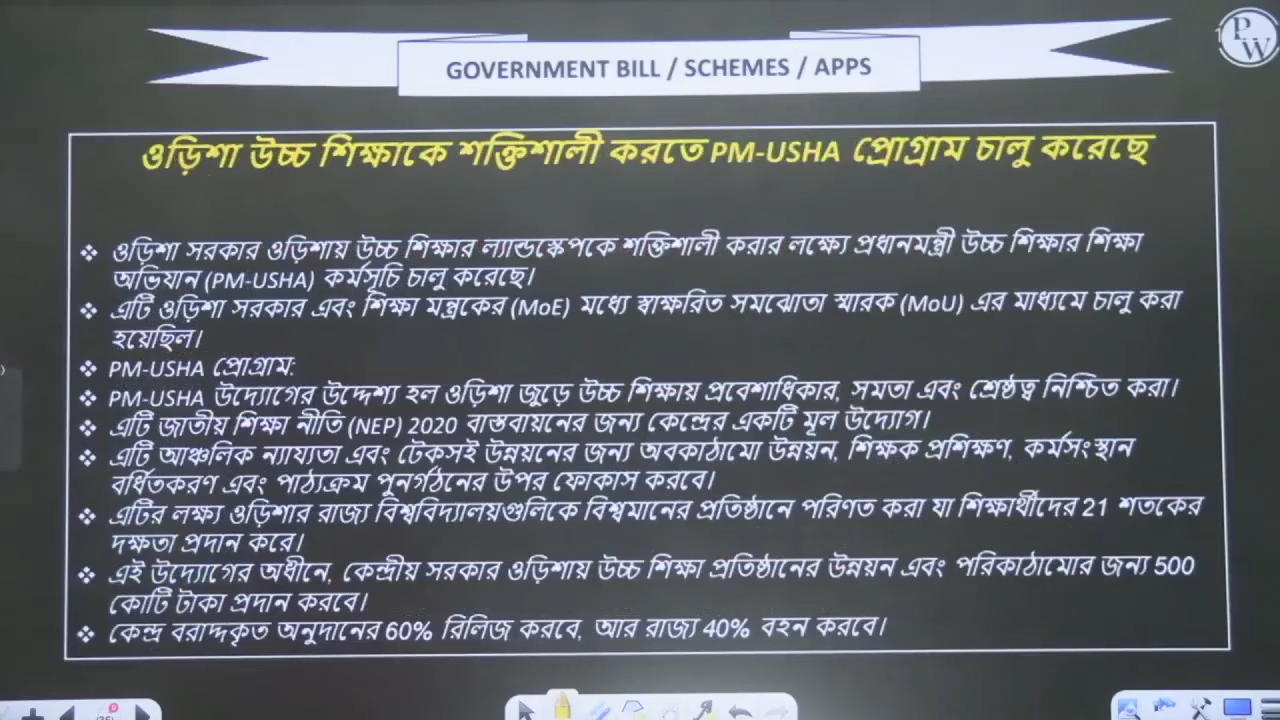 GOVERNMENT BILL / SCHEMES / APPS
PW
ওড়িশা উচ্চ শিক্ষাকে শক্তিশালী করতে PM-USHA প্রোগ্রাম চালু করেছে
❖ ওড়িশা সরকার ওড়িশায় উচ্চ শিক্ষার ল্যান্ডস্কেপকে শক্তিশালী করার লক্ষ্যে প্রধানমন্ত্রী উচ্চ শিক্ষার শিক্ষা
অভিযান (PM-USHA) কর্মসূচি চালু করেছে।
❖ এটি ওড়িশা সরকার এবং শিক্ষা মন্ত্রকের (MoE) মধ্যে স্বাক্ষরিত সমঝোতা স্মারক (MoU) এর মাধ্যমে চালু করা
হয়েছিল।
❖ PM-USHA প্রোগ্রাম:
❖ PM-USHA উদ্যোগের উদ্দেশ্য হল ওড়িশা জুড়ে উচ্চ শিক্ষায় প্রবেশাধিকার, সমতা এবং শ্রেষ্ঠত্ব নিশ্চিত করা।
❖ এটি জাতীয় শিক্ষা নীতি (NEP) 2020 বাস্তবায়নের জন্য কেন্দ্রের একটি মূল উদ্যোগ।
❖ এটি আঞ্চলিক ন্যায্যতা এবং টেকসই উন্নয়নের জন্য অবকাঠামো উন্নয়ন, শিক্ষক প্রশিক্ষণ, কর্মসংস্থান
বর্ধিতকরণ এবং পাঠ্যক্রম পুনর্গঠনের উপর ফোকাস করবে।
❖ এটির লক্ষ্য ওড়িশার রাজ্য বিশ্ববিদ্যালয়গুলিকে বিশ্বমানের প্রতিষ্ঠানে পরিণত করা যা শিক্ষার্থীদের 21 শতকের
দক্ষতা প্রদান করে।
❖ এই উদ্যোগের অধীনে, কেন্দ্রীয় সরকার ওড়িশায় উচ্চ শিক্ষা প্রতিষ্ঠানের উন্নয়ন এবং পরিকাঠামোর জন্য 500
কোটি টাকা প্রদান করবে।
❖ কেন্দ্র বরাদ্দকৃত অনুদানের 60% রিলিজ করবে, আর রাজ্য 40% বহন করবে।